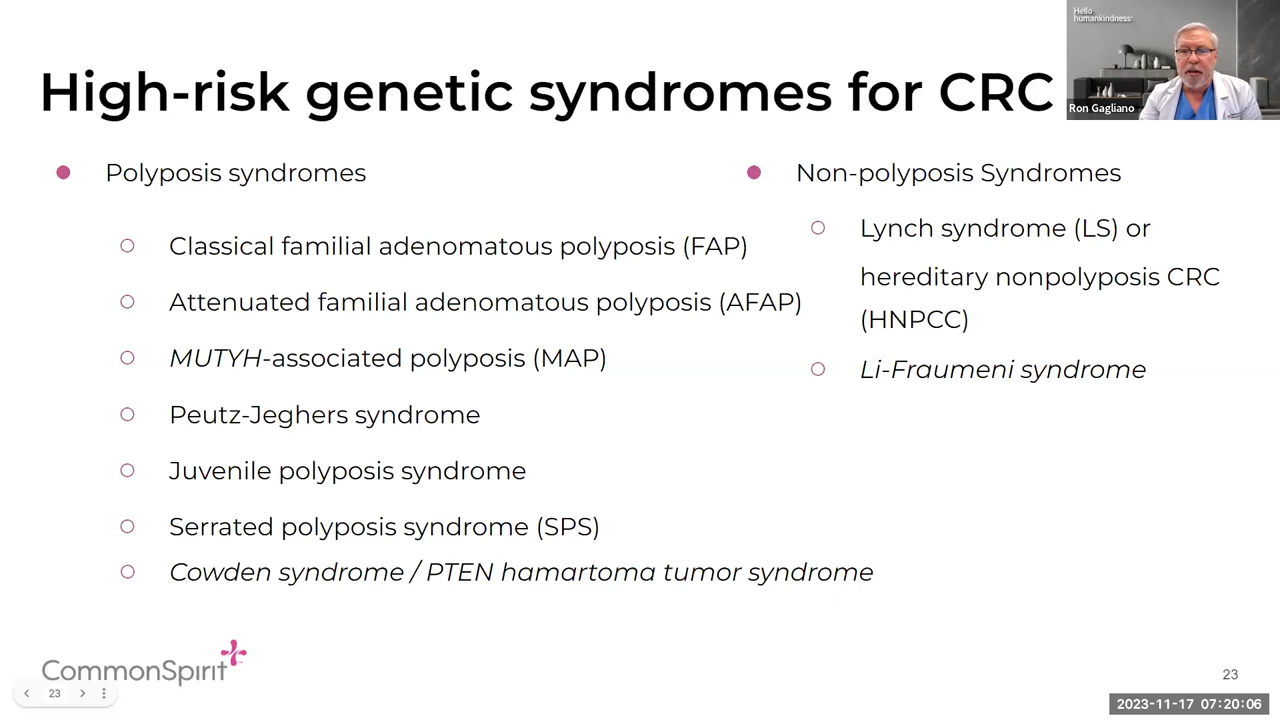 Hello
humankindness
High-risk genetic syndromes for CRC
Ron Gagliano
Polyposis syndromes
Classical familial adenomatous polyposis (FAP)
Attenuated familial adenomatous polyposis (AFAP)
MUTYH-associated polyposis (MAP)
Peutz-Jeghers syndrome
Juvenile polyposis syndrome
Serrated polyposis syndrome (SPS)
Cowden syndrome / PTEN hamartoma tumor syndrome
Non-polyposis Syndromes
Lynch syndrome (LS) or
hereditary nonpolyposis CRC
(HNPCC)
Li-Fraumeni syndrome
CommonSpirit
23
23
2023-11-17 07:20:06